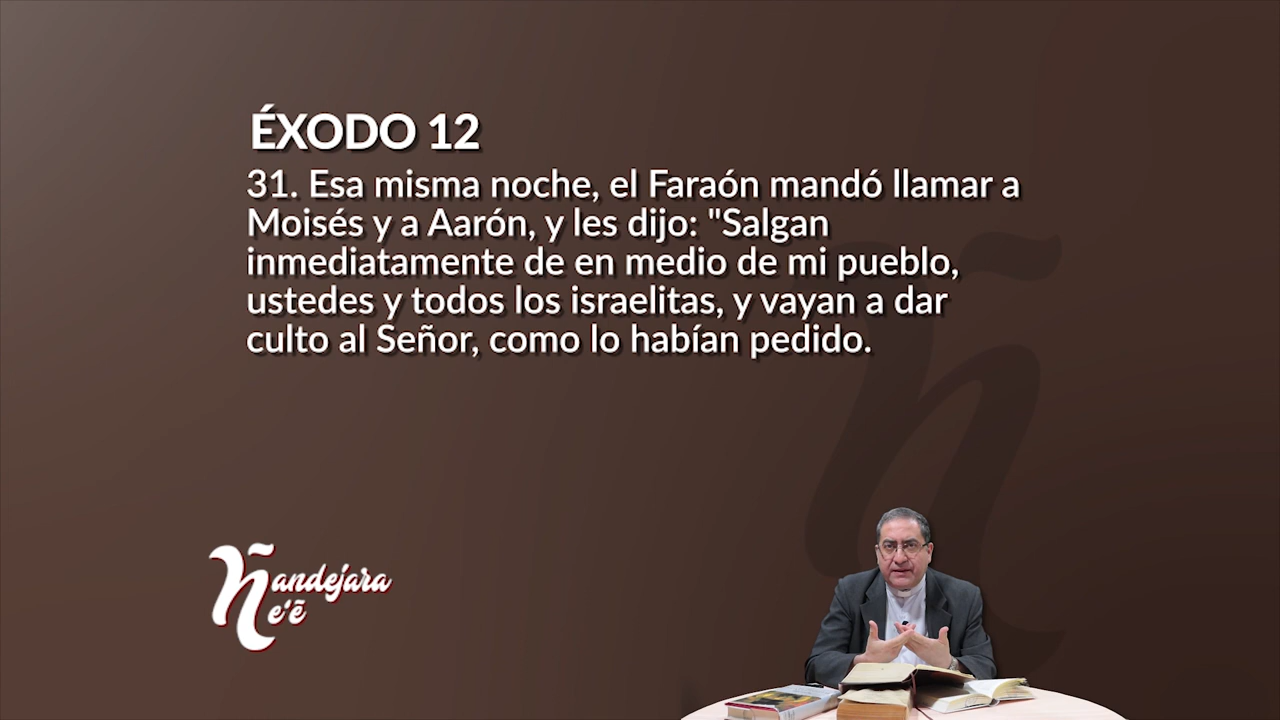 ÉXODO 12
31. Esa misma noche, el Faraón mandó llamar a
Moisés y a Aarón, y les dijo: "Salgan
inmediatamente de en medio de mi pueblo,
ustedes y todos los israelitas, y vayan a dar
culto al Señor, como lo habían pedido.
Ñandejara
Ñe'ẽ